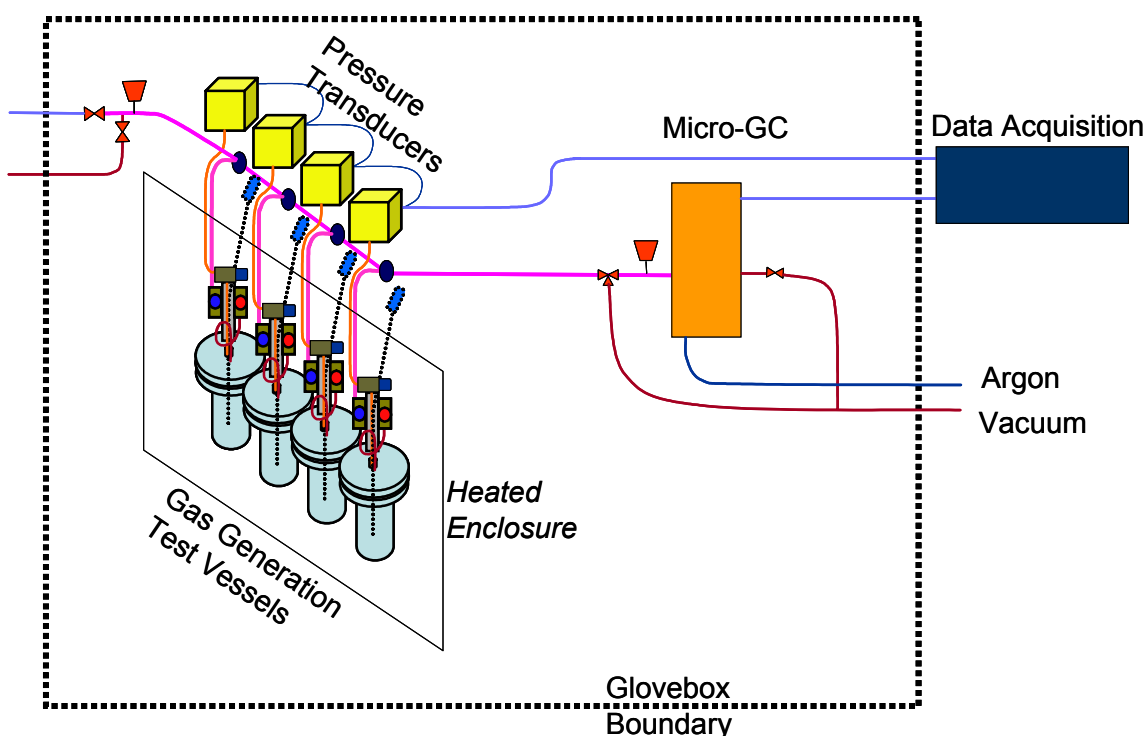 Pressure
Transducers
Micro-GC
Data Acquisition
Argon
Vacuum
Heated
Enclosure
Gas Generation
Test Vessels
Glovebox
Boundary